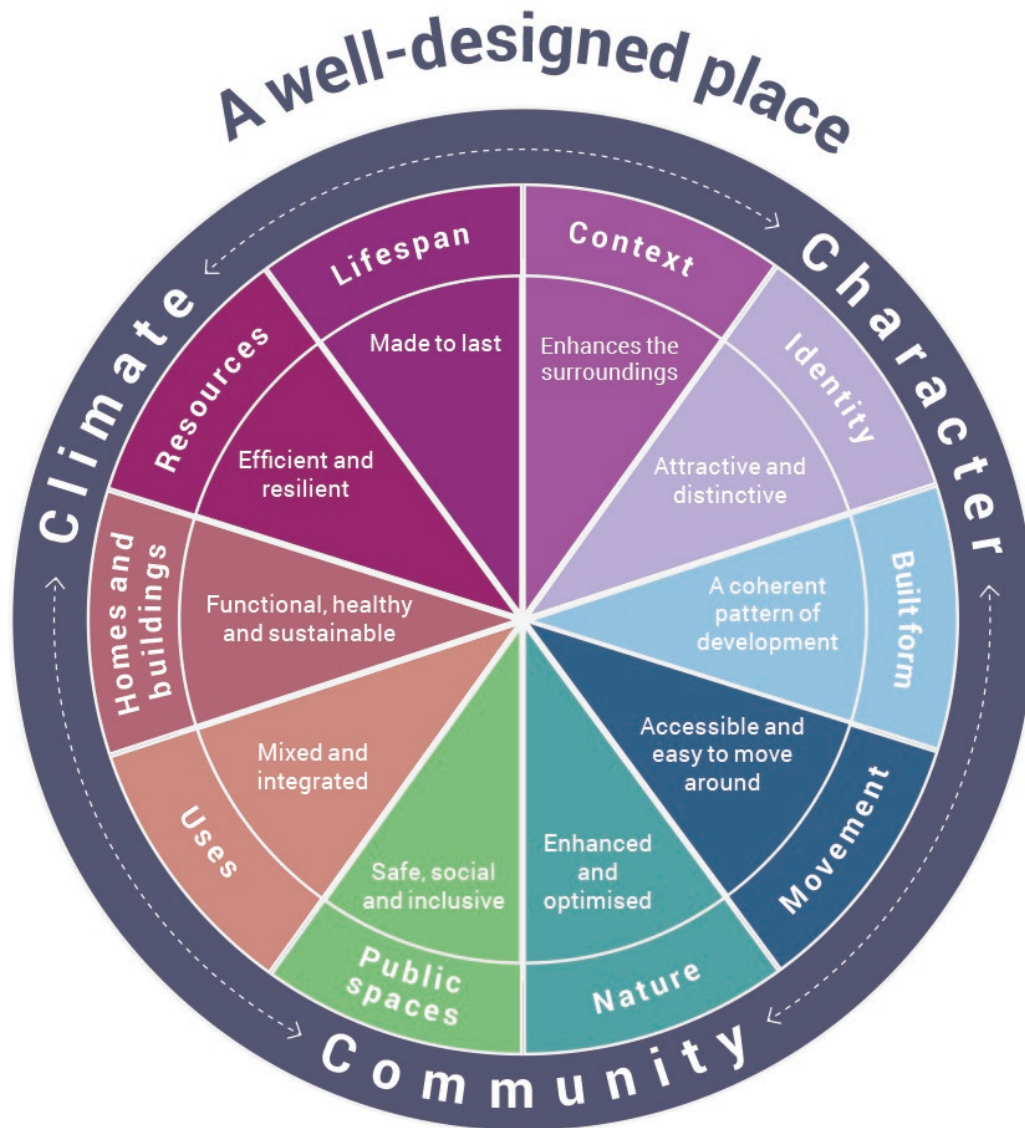 A well-designed place
Climate
Character
Community
Context
Enhances the
surroundings
Identity
Attractive and
distinctive
Built form
A coherent
pattern of
development
Movement
Accessible and
easy to move
around
Nature
Enhanced
and
optimised
Public
spaces
Safe, social
and inclusive
Uses
Mixed and
integrated
Homes and
buildings
Functional, healthy
and sustainable
Resources
Efficient and
resilient
Lifespan
Made to last